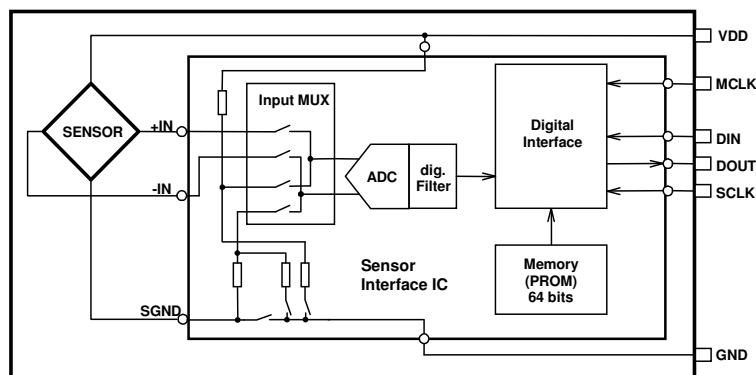 VDD
MCLK
Input MUX
SENSOR
+IN
Digital
Interface
DIN
DOUT
ADC
dig.
Filter
-IN
SCLK
Sensor
Interface IC
Memory
(PROM)
64 bits
SGND
GND